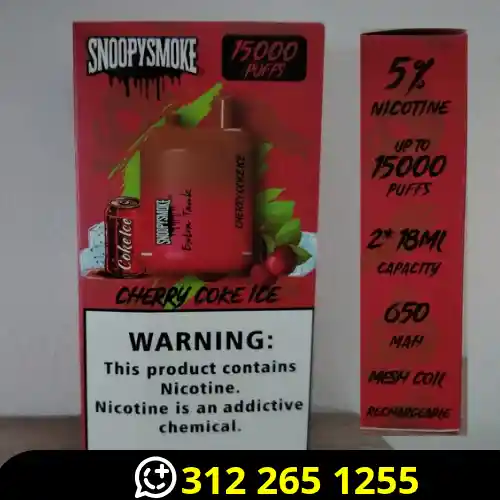 SNOOPYSMOKE
15000
PUFFS
SNOOPYSMOKE
Extra Tank
CHERRY COKE ICE
Coke Ice
CHERRY COKE ICE
WARNING:
This product contains
Nicotine.
Nicotine is an addictive
chemical.
5%
NICOTINE
UP TO
15000
PUFFS
2* 18Ml
CAPACITY
650
MAH
MESH COIL
RECHARGEABLE
312 265 1255